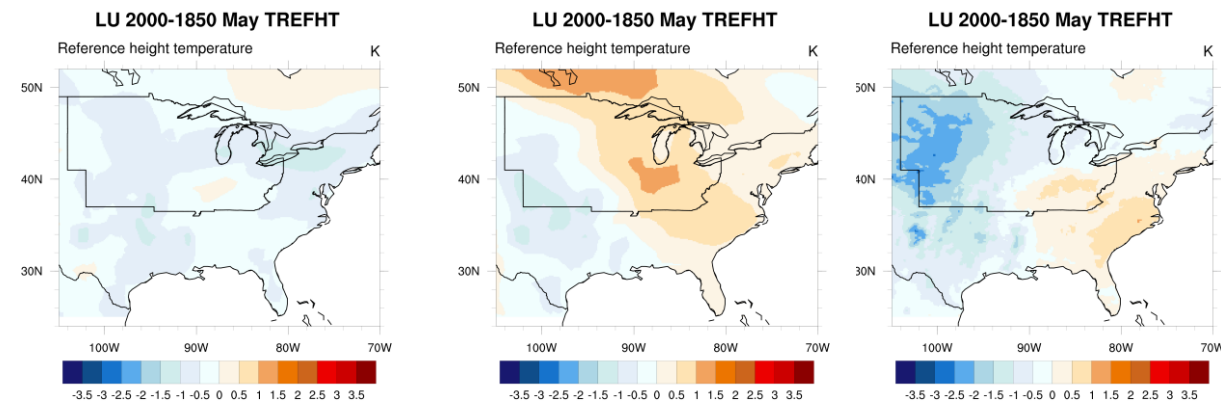 LU 2000-1850 May TREFHT
Reference height temperature K
50N
40N
30N
100W 90W 80W 70W
-3.5 -3 -2.5 -2 -1.5 -1 -0.5 0 0.5 1 1.5 2 2.5 3 3.5
LU 2000-1850 May TREFHT
Reference height temperature K
50N
40N
30N
100W 90W 80W 70W
-3.5 -3 -2.5 -2 -1.5 -1 -0.5 0 0.5 1 1.5 2 2.5 3 3.5
LU 2000-1850 May TREFHT
Reference height temperature K
50N
40N
30N
100W 90W 80W 70W
-3.5 -3 -2.5 -2 -1.5 -1 -0.5 0 0.5 1 1.5 2 2.5 3 3.5